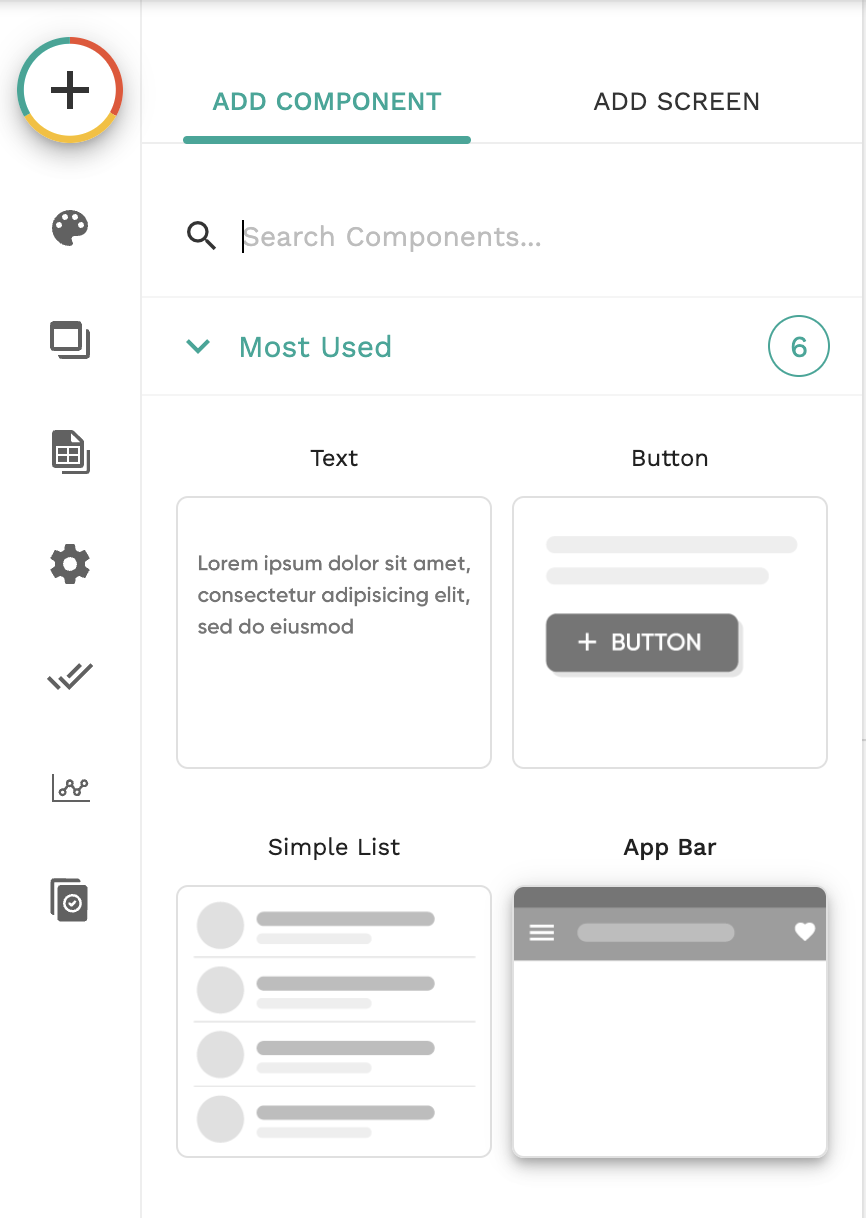 ADD COMPONENT
ADD SCREEN
Search Components...
Most Used
6
Text
Button
Lorem ipsum dolor sit amet,
consectetur adipisicing elit,
sed do eiusmod
+ BUTTON
Simple List
App Bar